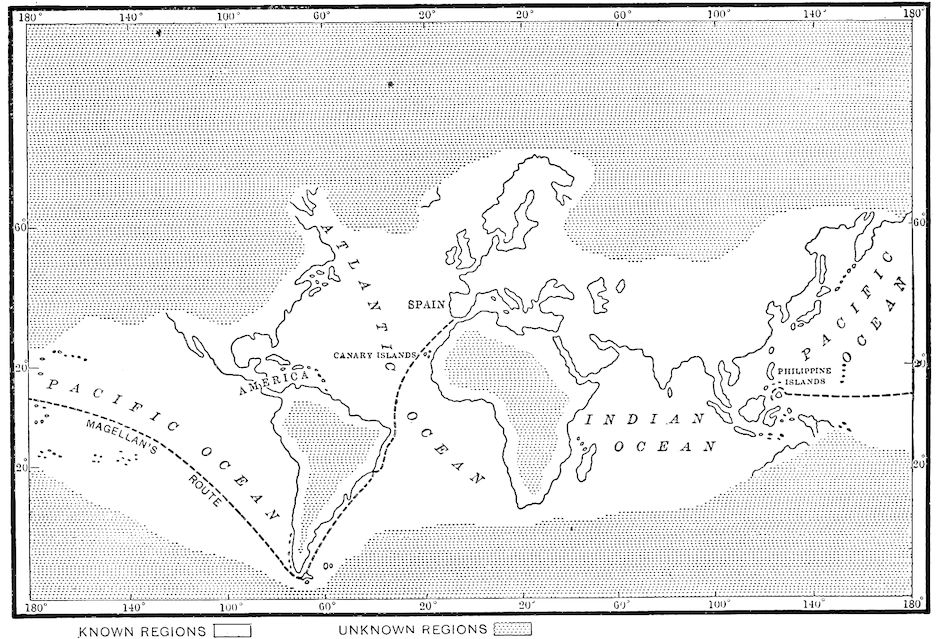 180° 140° 100° 60° 20° 20° 60° 100° 140° 180°
60° 60°
ATLANTIC
PACIFIC
OCEAN
SPAIN
CANARY ISLANDS
20° 20°
AMERICA
PHILIPPINE
ISLANDS
PACIFIC OCEAN
MAGELLAN'S
ROUTE
OCEAN
INDIAN
OCEAN
20° 20°
180° 140° 100° 60° 20° 20° 60° 100° 140° 180°
KNOWN REGIONS UNKNOWN REGIONS